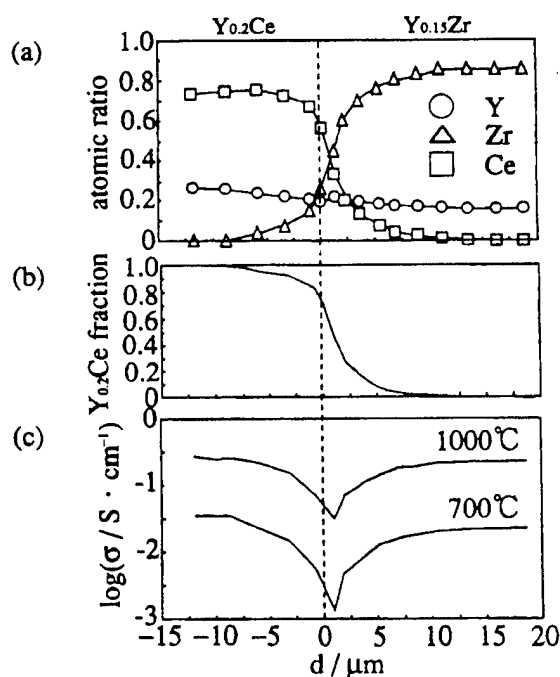 Y0.2Ce Y0.15Zr
(a)
atomic ratio
1.0
0.8
0.6
0.4
0.2
0
Y
Zr
Ce
(b)
Y0.2Ce fraction
1.0
0.8
0.6
0.4
0.2
0
(c)
log(σ / S · cm⁻¹)
-1
-2
-3
1000℃
700℃
-15 -10 -5 0 5 10 15 20
d / μm